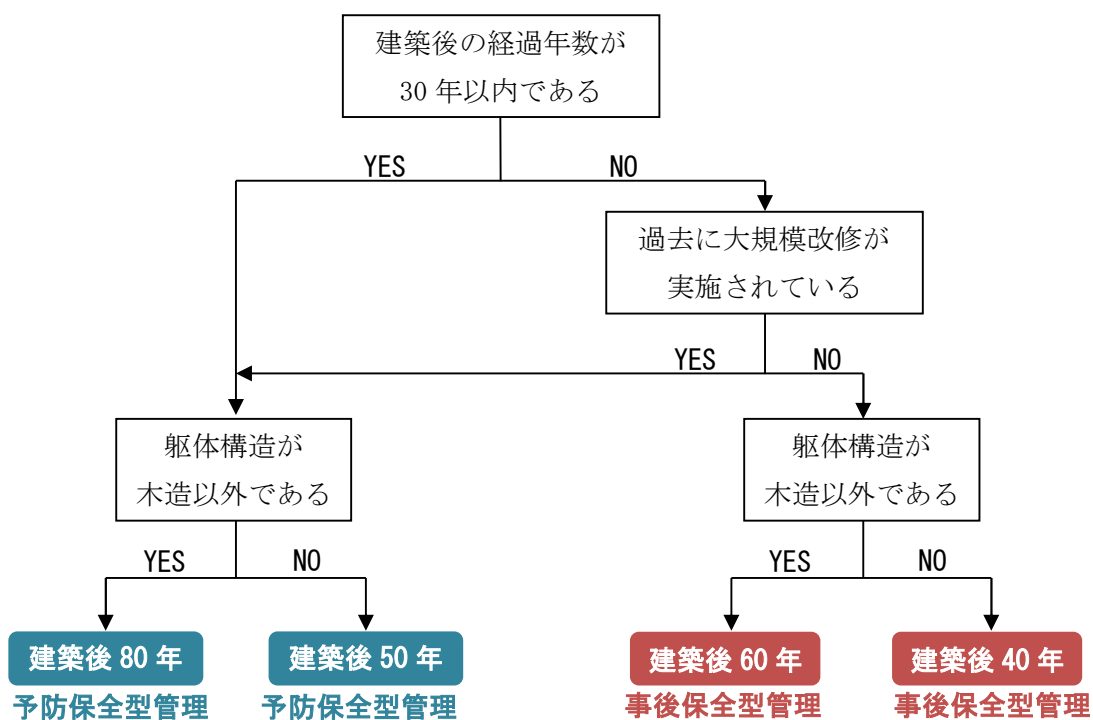 建築後の経過年数が
30 年以内である
YES
NO
過去に大規模改修が
実施されている
YES
NO
躯体構造が
木造以外である
躯体構造が
木造以外である
YES
NO
YES
NO
建築後 80 年
建築後 50 年
建築後 60 年
建築後 40 年
予防保全型管理
予防保全型管理
事後保全型管理
事後保全型管理